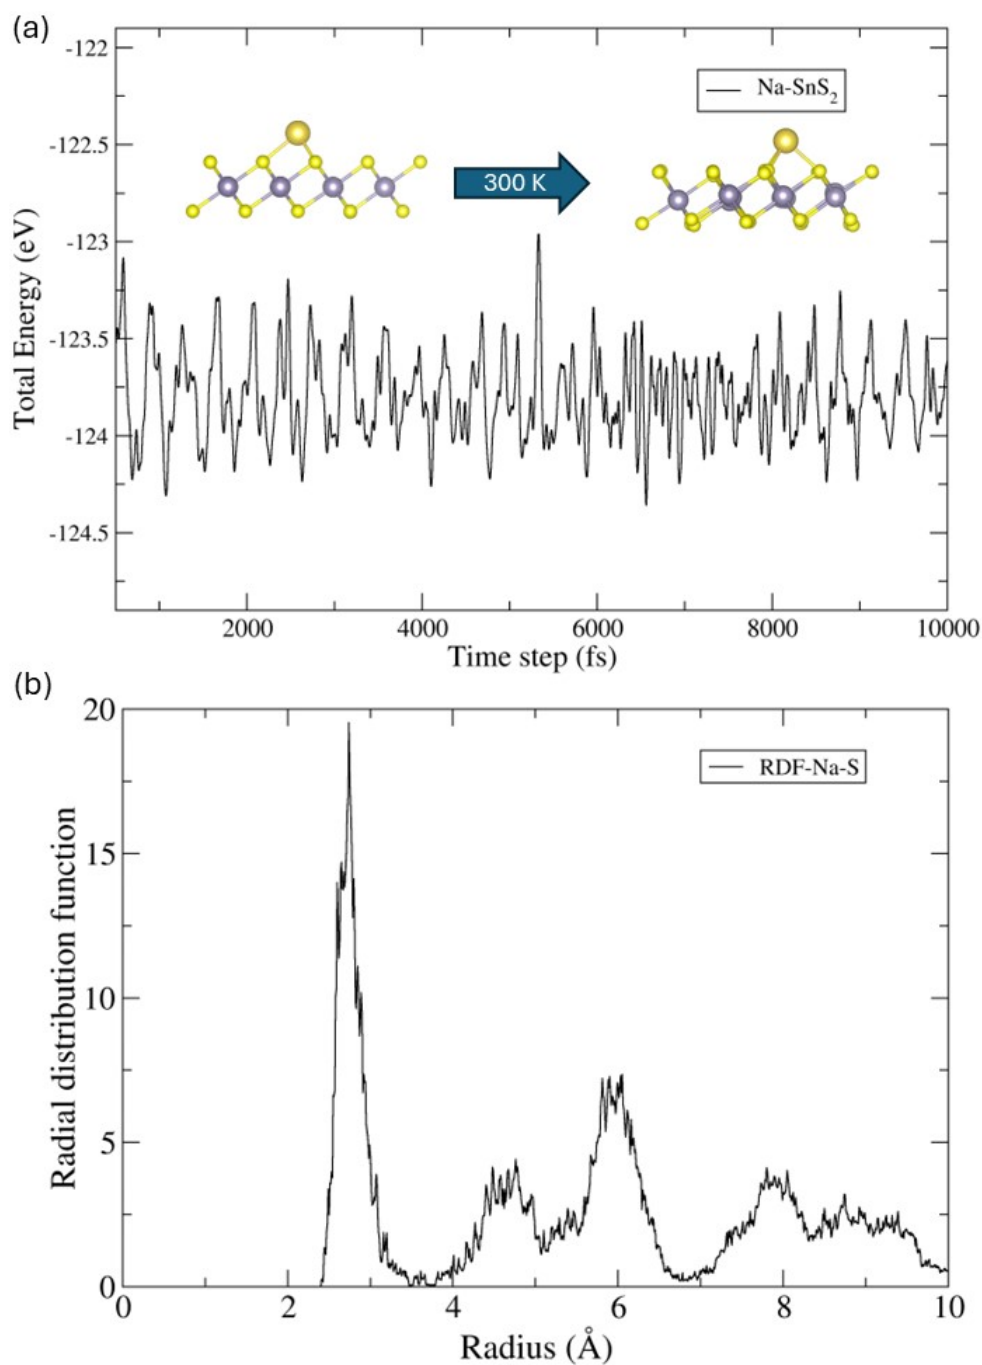 (a)
-122
-122.5
-123
-123.5
-124
-124.5
Total Energy (eV)
Na-SnS₂
300 K
2000 4000 6000 8000 10000
Time step (fs)
(b)
20
15
10
5
0
Radial distribution function
RDF-Na-S
0 2 4 6 8 10
Radius (Å)